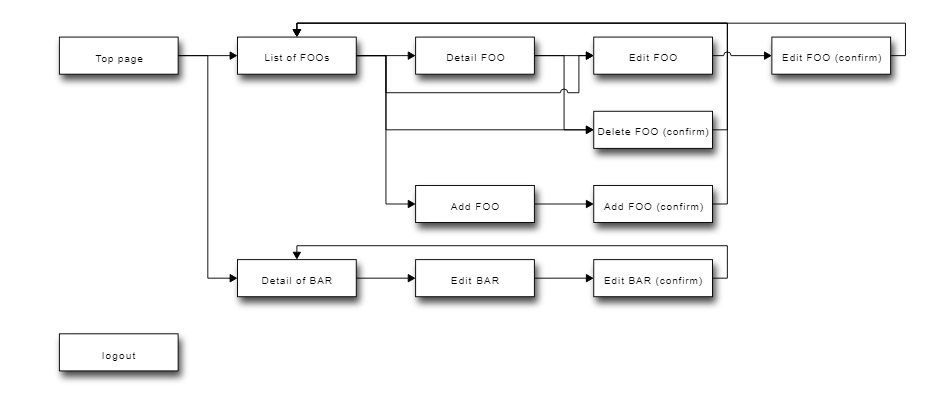 Top page
List of FOOs
Detail FOO
Edit FOO
Edit FOO (confirm)
Delete FOO (confirm)
Add FOO
Add FOO (confirm)
Detail of BAR
Edit BAR
Edit BAR (confirm)
logout